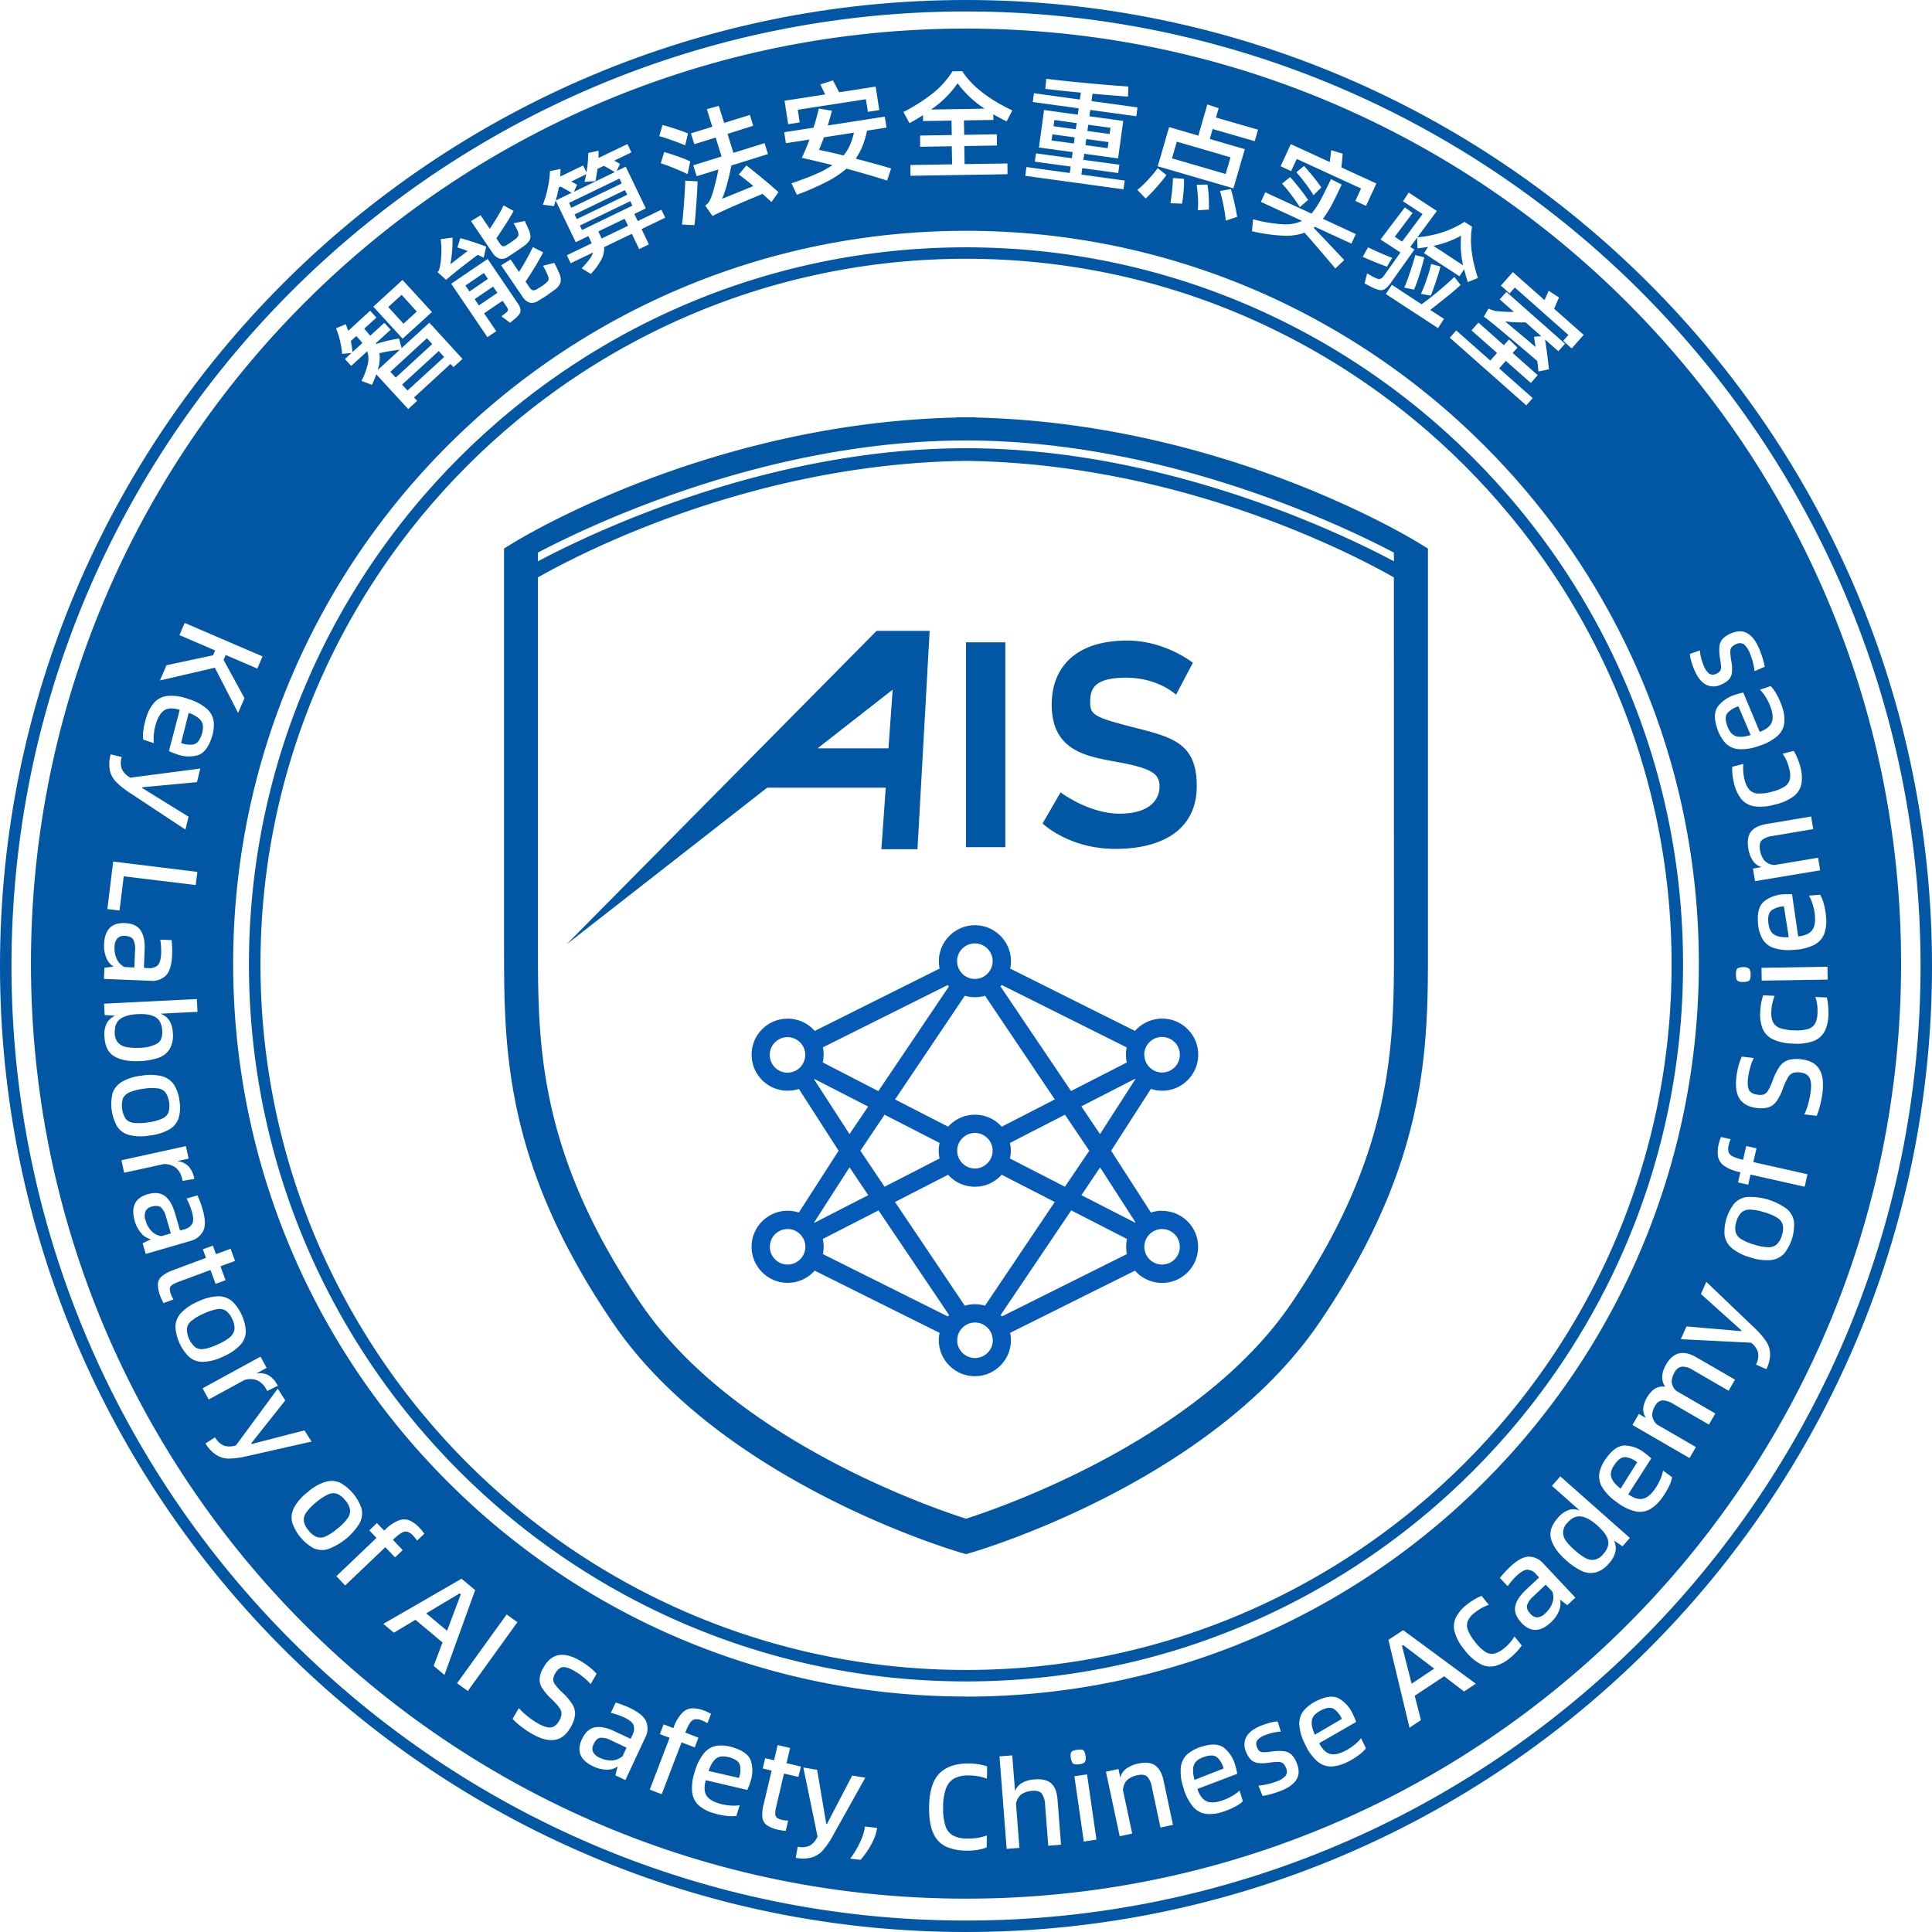 智能算法安全重点实验室
AIS
Key Laboratory of AI Safety, Chinese Academy of Sciences